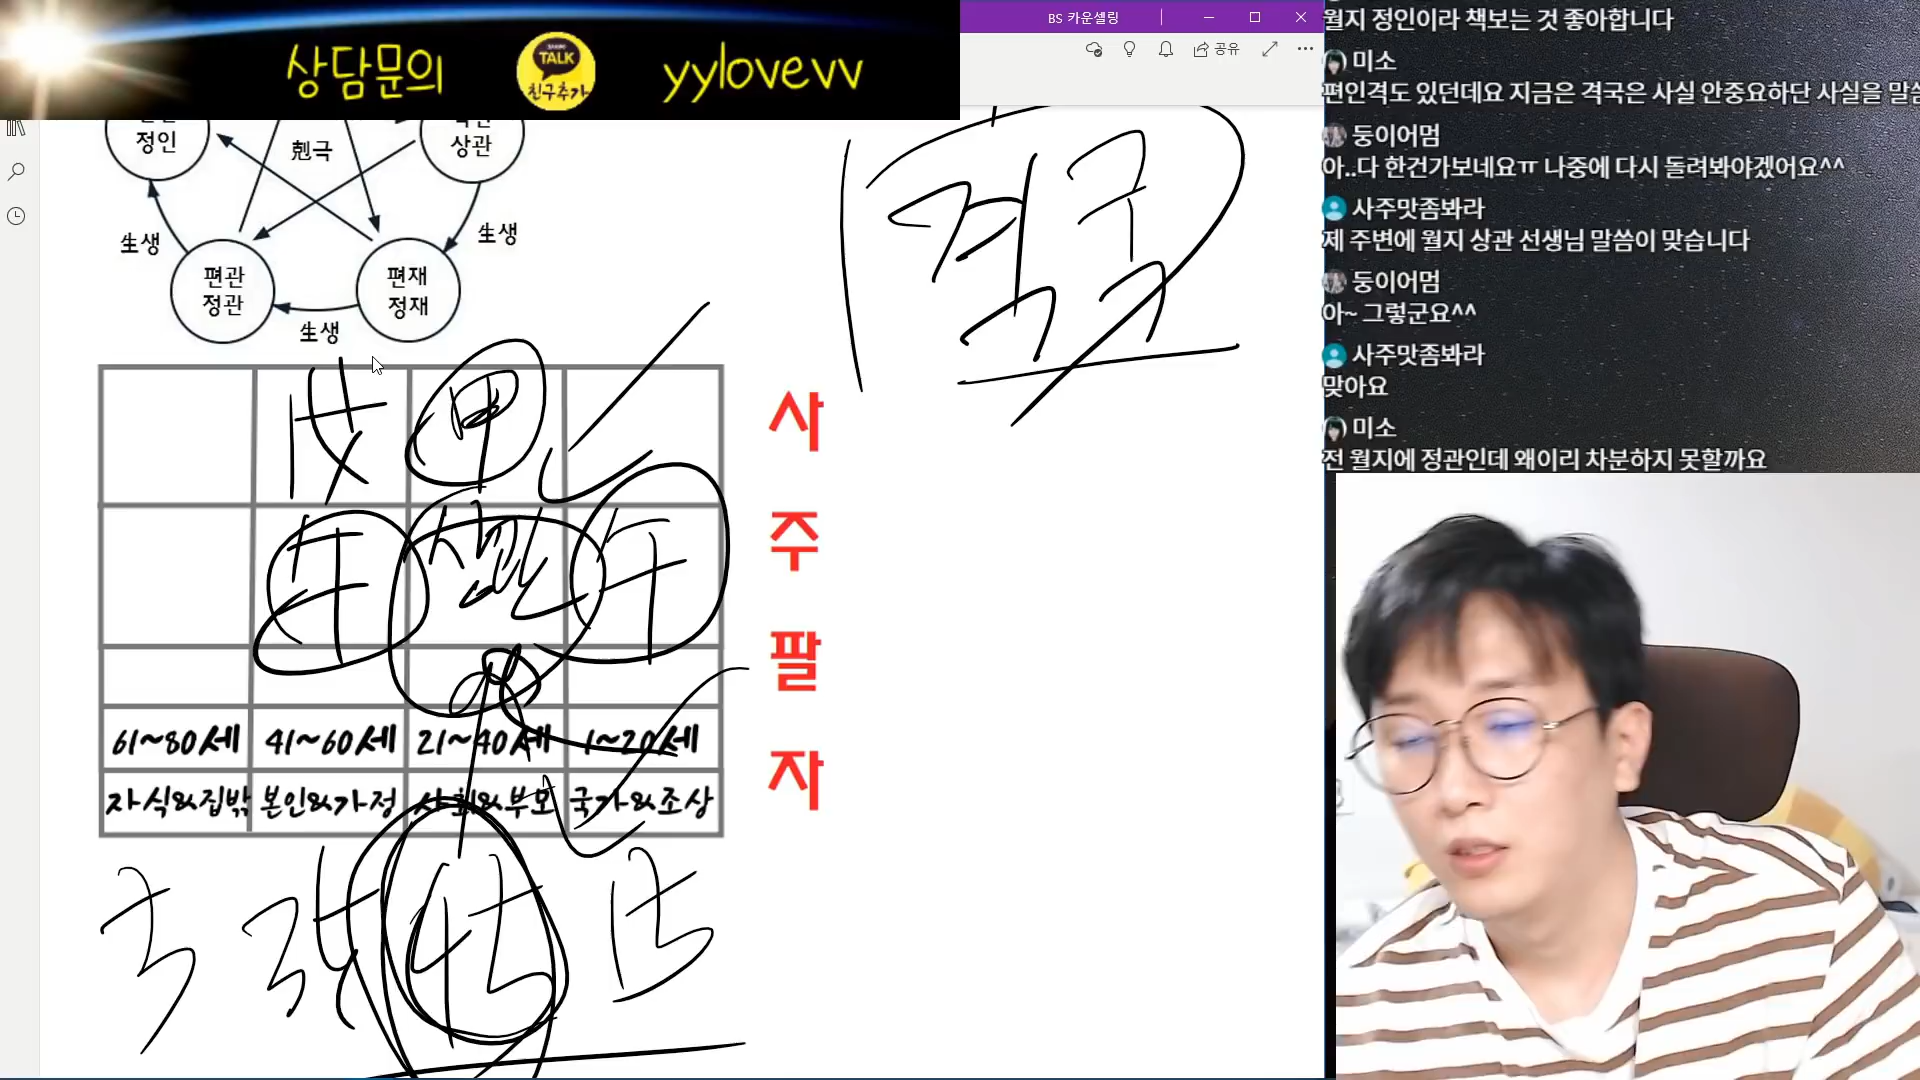 상담문의
TALK
친구추가
yylovevv
BS 카운셀링
공유
정인
상관
剋극
生생
生생
편관
정관
편재
정재
生생
격국
甲
상관
午
午
사
주
팔
자
61~80세 41~60세 21~40세 1~20세
자식&집밖 본인&가정 사회&부모 국가&조상
월지 정인이라 책보는 것 좋아합니다
미소
편인격도 있던데요 지금은 격국은 사실 안중요하단 사실을
둥이어멈
아..다 한건가보네요ㅠ 나중에 다시 돌려봐야겠어요^^
사주맛좀봐라
제 주변에 월지 상관 선생님 말씀이 맞습니다
둥이어멈
아~ 그렇군요^^
사주맛좀봐라
맞아요
미소
전 월지에 정관인데 왜이리 차분하지 못할까요